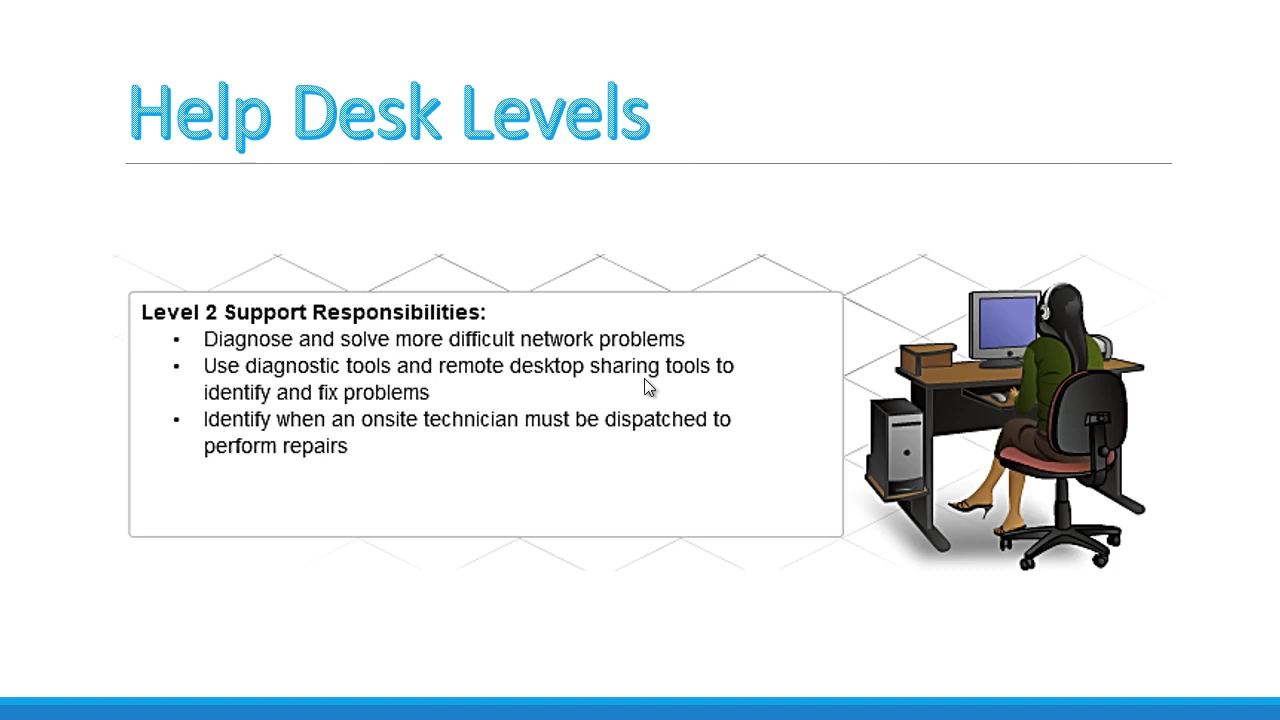 Help Desk Levels
Level 2 Support Responsibilities:
• Diagnose and solve more difficult network problems
• Use diagnostic tools and remote desktop sharing tools to
identify and fix problems
• Identify when an onsite technician must be dispatched to
perform repairs